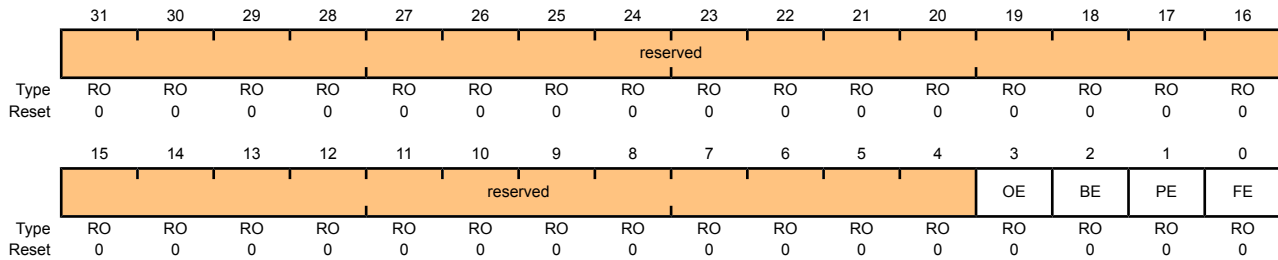 31 30 29 28 27 26 25 24 23 22 21 20 19 18 17 16
reserved
Type RO RO RO RO RO RO RO RO RO RO RO RO RO RO RO RO
Reset 0 0 0 0 0 0 0 0 0 0 0 0 0 0 0 0
15 14 13 12 11 10 9 8 7 6 5 4 3 2 1 0
reserved OE BE PE FE
Type RO RO RO RO RO RO RO RO RO RO RO RO RO RO RO RO
Reset 0 0 0 0 0 0 0 0 0 0 0 0 0 0 0 0